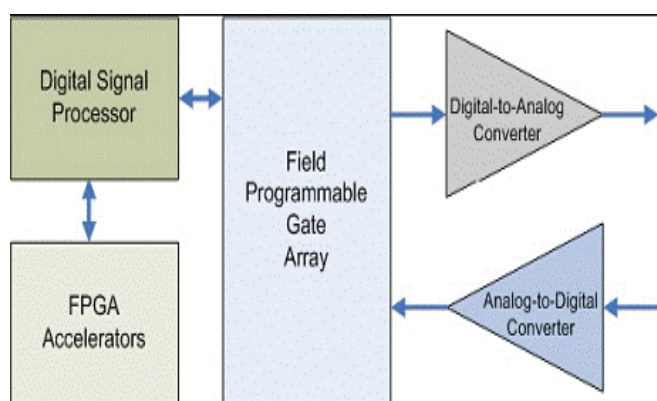 Digital Signal
Processor
FPGA
Accelerators
Field
Programmable
Gate
Array
Digital-to-Analog
Converter
Analog-to-Digital
Converter